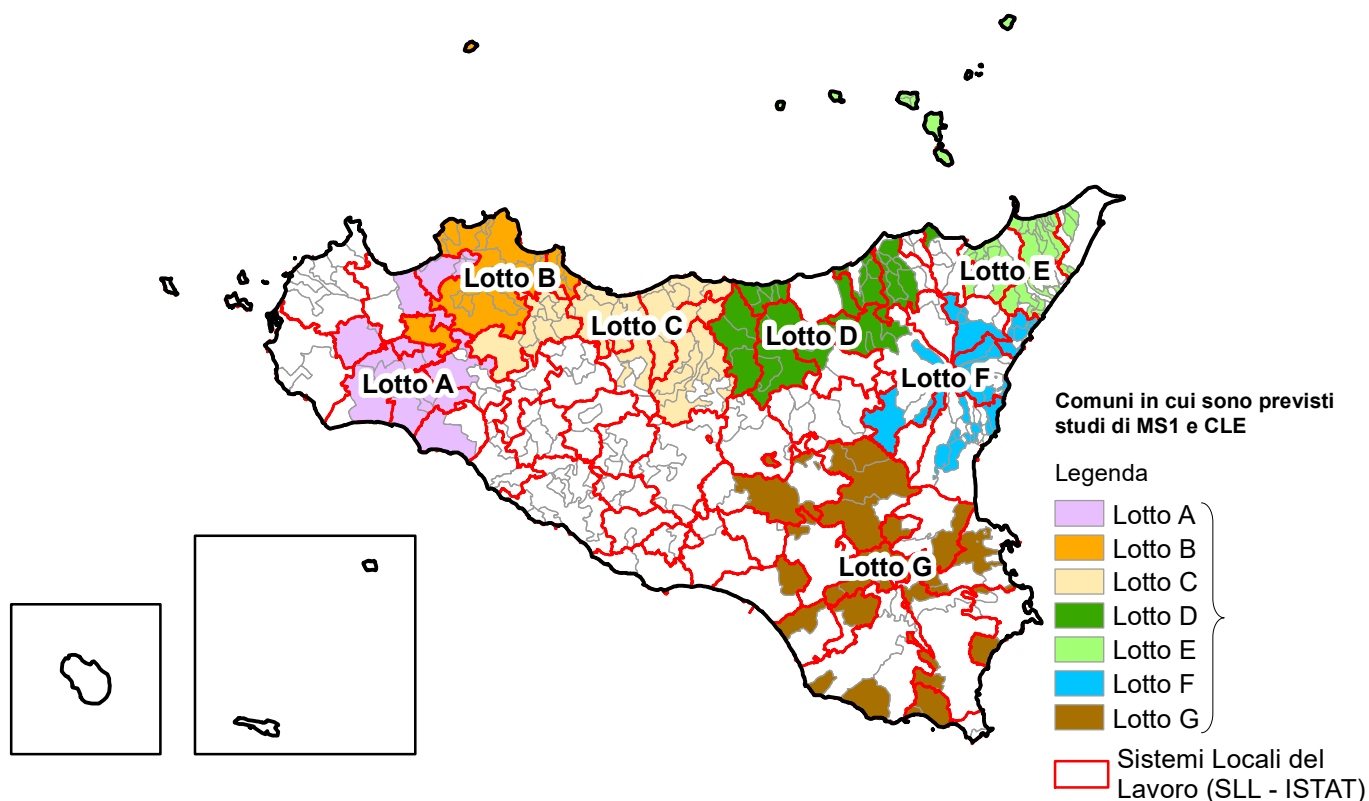 Lotto B
Lotto E
Lotto C
Lotto D
Lotto A
Lotto F
Lotto G
Comuni in cui sono previsti
studi di MS1 e CLE
Legenda
Lotto A
Lotto B
Lotto C
Lotto D
Lotto E
Lotto F
Lotto G
Sistemi Locali del
Lavoro (SLL - ISTAT)